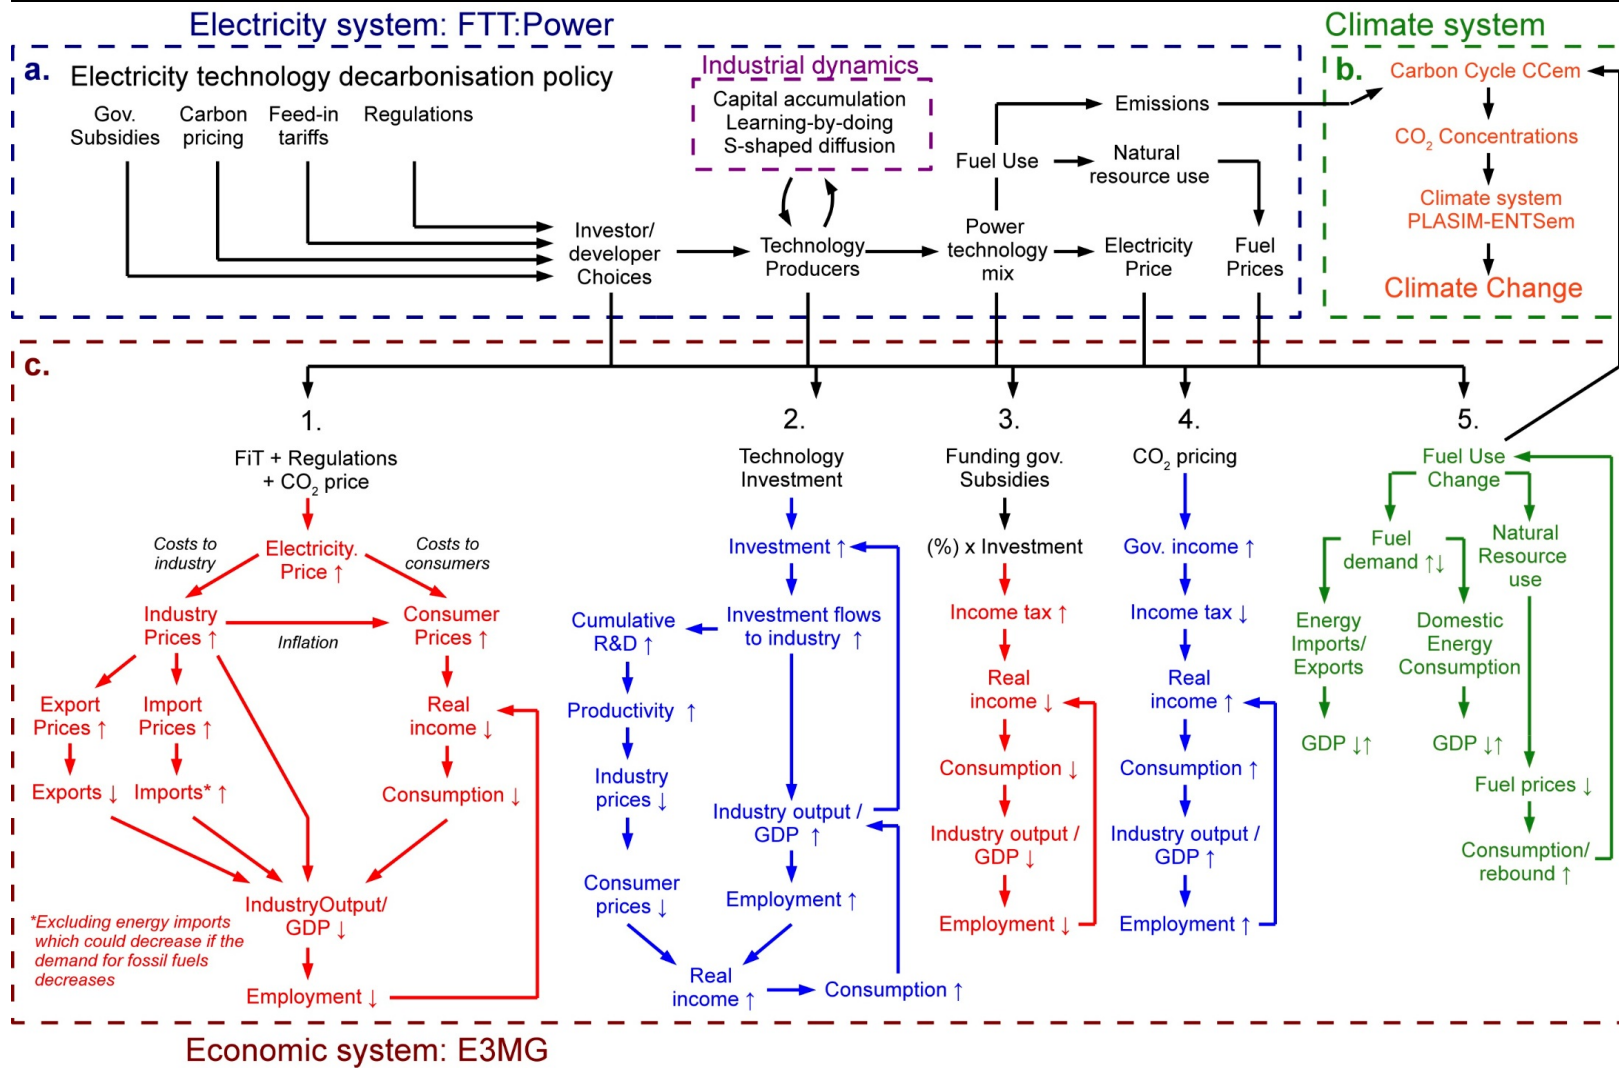 Electricity system: FTT:Power
Climate system
a.
Electricity technology decarbonisation policy
Gov.
Subsidies
Carbon
pricing
Feed-in
tariffs
Regulations
Industrial dynamics
Capital accumulation
Learning-by-doing
S-shaped diffusion
Investor/
developer
Choices
Technology
Producers
Power
technology
mix
Fuel Use
Emissions
Natural
resource use
Electricity
Price
Fuel
Prices
b.
Carbon Cycle CCem
CO₂ Concentrations
Climate system
PLASIM-ENTSem
Climate Change
c.
1.
FiT + Regulations
+ CO₂ price
Costs to
industry
Electricity.
Price ↑
Costs to
consumers
Industry
Prices ↑
Inflation
Consumer
Prices ↑
Export
Prices ↑
Import
Prices ↑
Real
income ↓
Exports ↓
Imports* ↑
Consumption ↓
IndustryOutput/
GDP ↓
*Excluding energy imports
which could decrease if the
demand for fossil fuels
decreases
Employment ↓
2.
Technology
Investment
Investment ↑
Cumulative
R&D ↑
Investment flows
to industry ↑
Productivity ↑
Industry
prices ↓
Industry output /
GDP ↑
Consumer
prices ↓
Employment ↑
Real
income ↑
Consumption ↑
3.
Funding gov.
Subsidies
(%) x Investment
Income tax ↑
Real
income ↓
Consumption ↓
Industry output /
GDP ↓
Employment ↓
4.
CO₂ pricing
Gov. income ↑
Income tax ↓
Real
income ↑
Consumption ↑
Industry output /
GDP ↑
Employment ↑
5.
Fuel Use
Change
Fuel
demand ↑↓
Natural
Resource
use
Energy
Imports/
Exports
Domestic
Energy
Consumption
GDP ↓↑
GDP ↓↑
Fuel prices ↓
Consumption/
rebound ↑
Economic system: E3MG